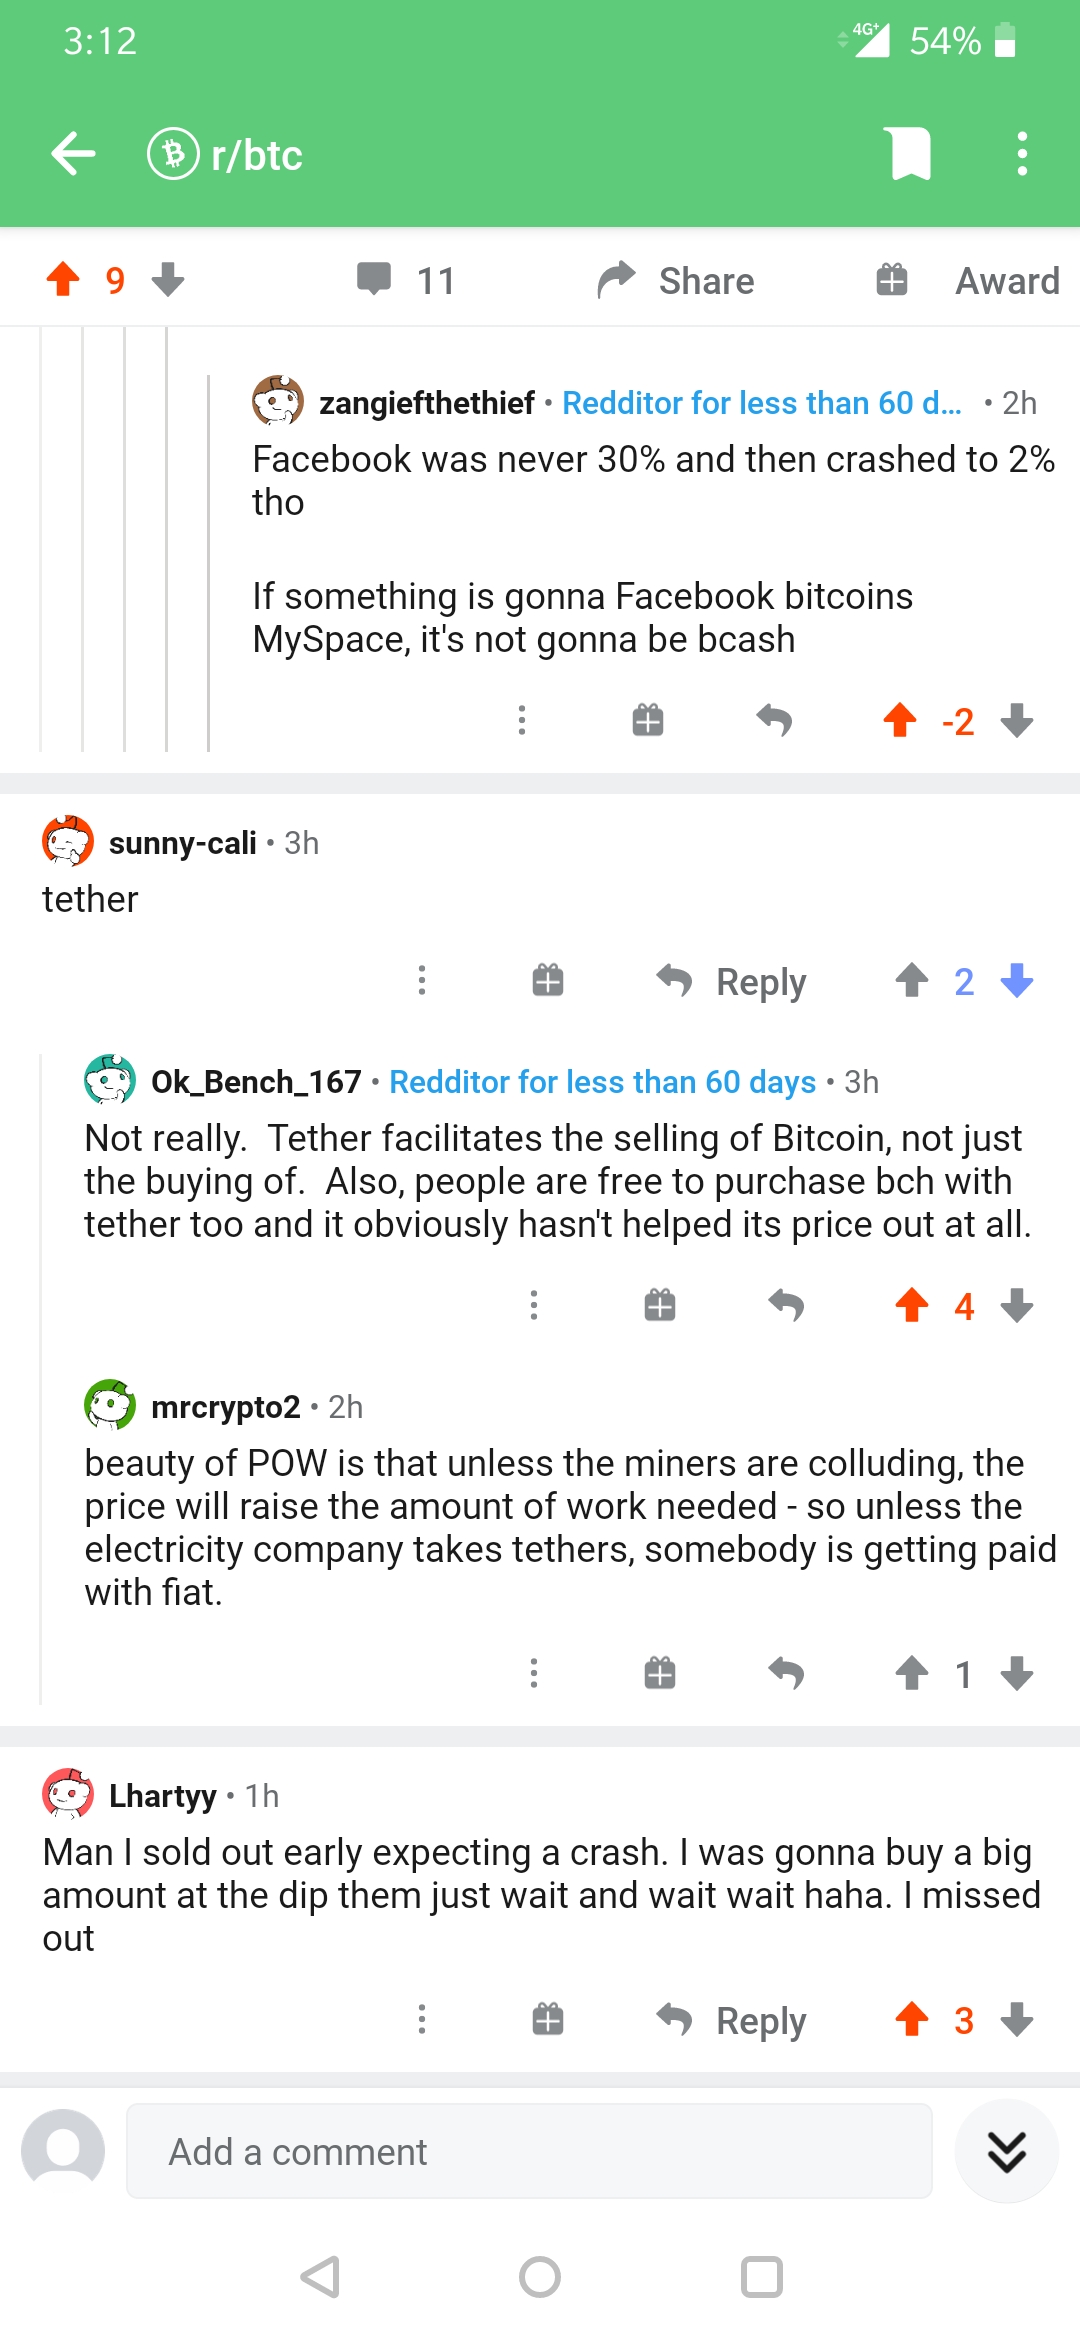 3:12
4G+ 54%
r/btc
9 11 Share Award
zangiefthethief • Redditor for less than 60 d... • 2h
Facebook was never 30% and then crashed to 2%
tho
If something is gonna Facebook bitcoins
MySpace, it's not gonna be bcash
-2
sunny-cali • 3h
tether
Reply 2
Ok_Bench_167 • Redditor for less than 60 days • 3h
Not really.  Tether facilitates the selling of Bitcoin, not just
the buying of.  Also, people are free to purchase bch with
tether too and it obviously hasn't helped its price out at all.
4
mrcrypto2 • 2h
beauty of POW is that unless the miners are colluding, the
price will raise the amount of work needed - so unless the
electricity company takes tethers, somebody is getting paid
with fiat.
1
Lhartyy • 1h
Man I sold out early expecting a crash. I was gonna buy a big
amount at the dip them just wait and wait wait haha. I missed
out
Reply 3
Add a comment